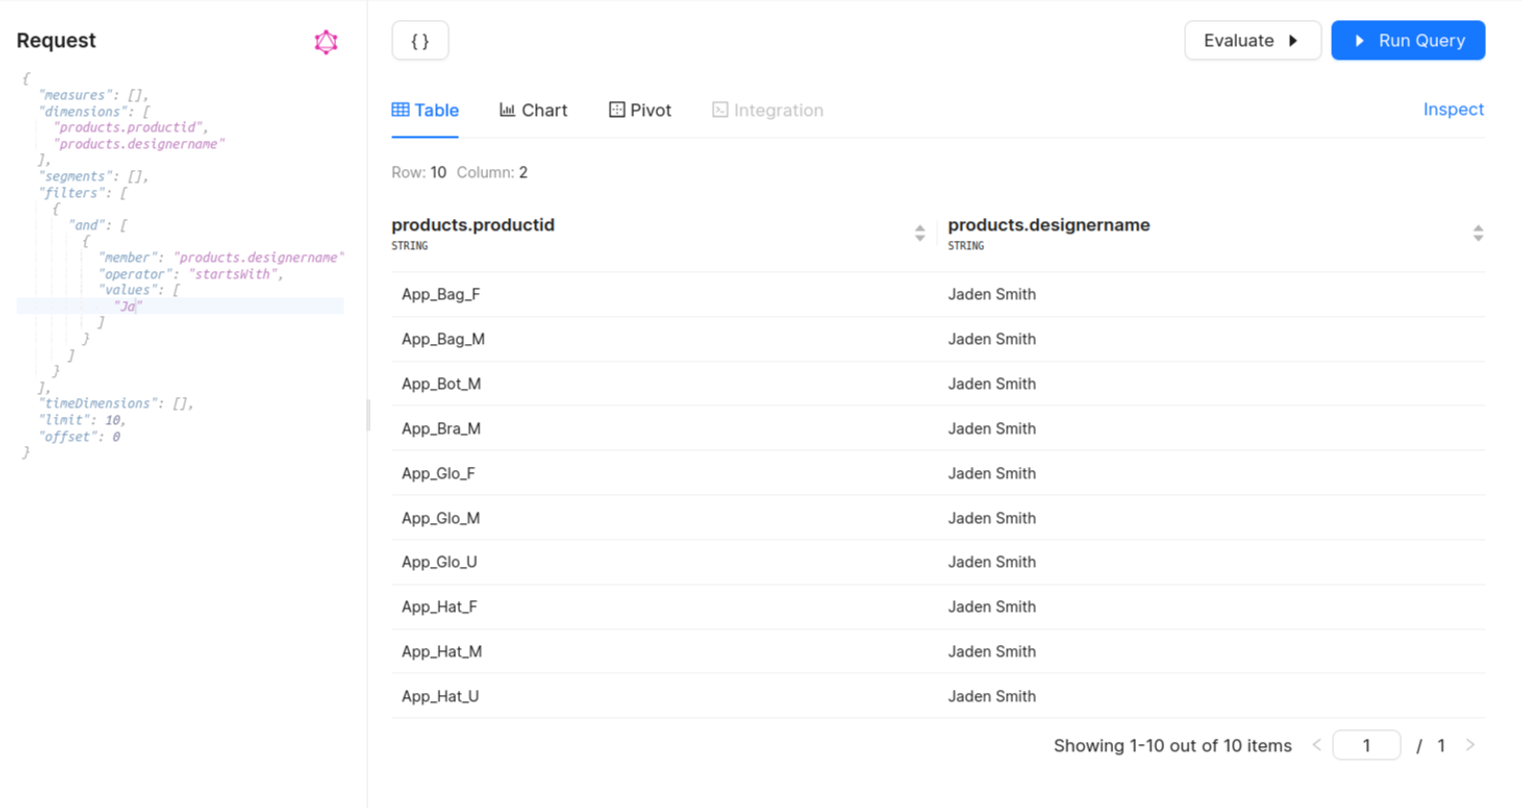 Request
{
"measures": [],
"dimensions": [
"products.productid",
"products.designername"
],
"segments": [],
"filters": [
{
"and": [
{
"member": "products.designername"
"operator": "startsWith",
"values": [
"Ja"
]
}
]
}
],
"timeDimensions": [],
"limit": 10,
"offset": 0
}
{ }
Evaluate
Run Query
Table Chart Pivot Integration
Inspect
Row: 10 Column: 2
products.productid products.designername
STRING STRING
App_Bag_F Jaden Smith
App_Bag_M Jaden Smith
App_Bot_M Jaden Smith
App_Bra_M Jaden Smith
App_Glo_F Jaden Smith
App_Glo_M Jaden Smith
App_Glo_U Jaden Smith
App_Hat_F Jaden Smith
App_Hat_M Jaden Smith
App_Hat_U Jaden Smith
Showing 1-10 out of 10 items < 1 / 1 >